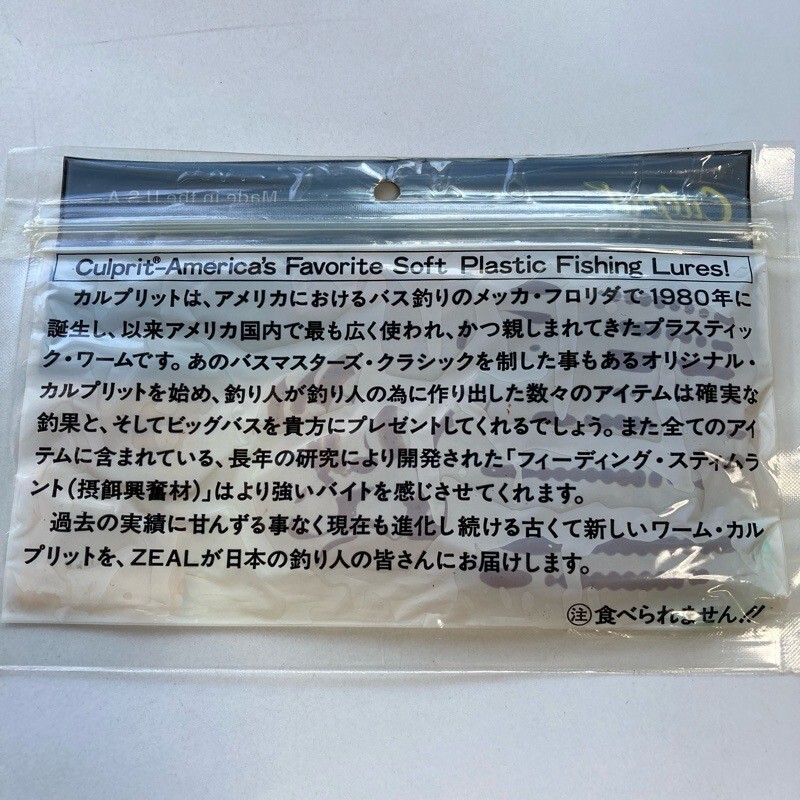 Made in the U.S.A.
Culprit
Culprit®-America's Favorite Soft Plastic Fishing Lures!
カルプリットは、アメリカにおけるバス釣りのメッカ・フロリダで1980年に
誕生し、以来アメリカ国内で最も広く使われ、かつ親しまれてきたプラスティッ
ク・ワームです。あのバスマスターズ・クラシックを制した事もあるオリジナル・
カルプリットを始め、釣り人が釣り人の為に作り出した数々のアイテムは確実な
釣果と、そしてビッグバスを貴方にプレゼントしてくれるでしょう。また全てのアイ
テムに含まれている、長年の研究により開発された「フィーディング・スティムラ
ント(摂餌興奮材)」はより強いバイトを感じさせてくれます。
過去の実績に甘んずる事なく現在も進化し続ける古くて新しいワーム・カル
プリットを、ZEALが日本の釣り人の皆さんにお届けします。
㊟食べられません!!